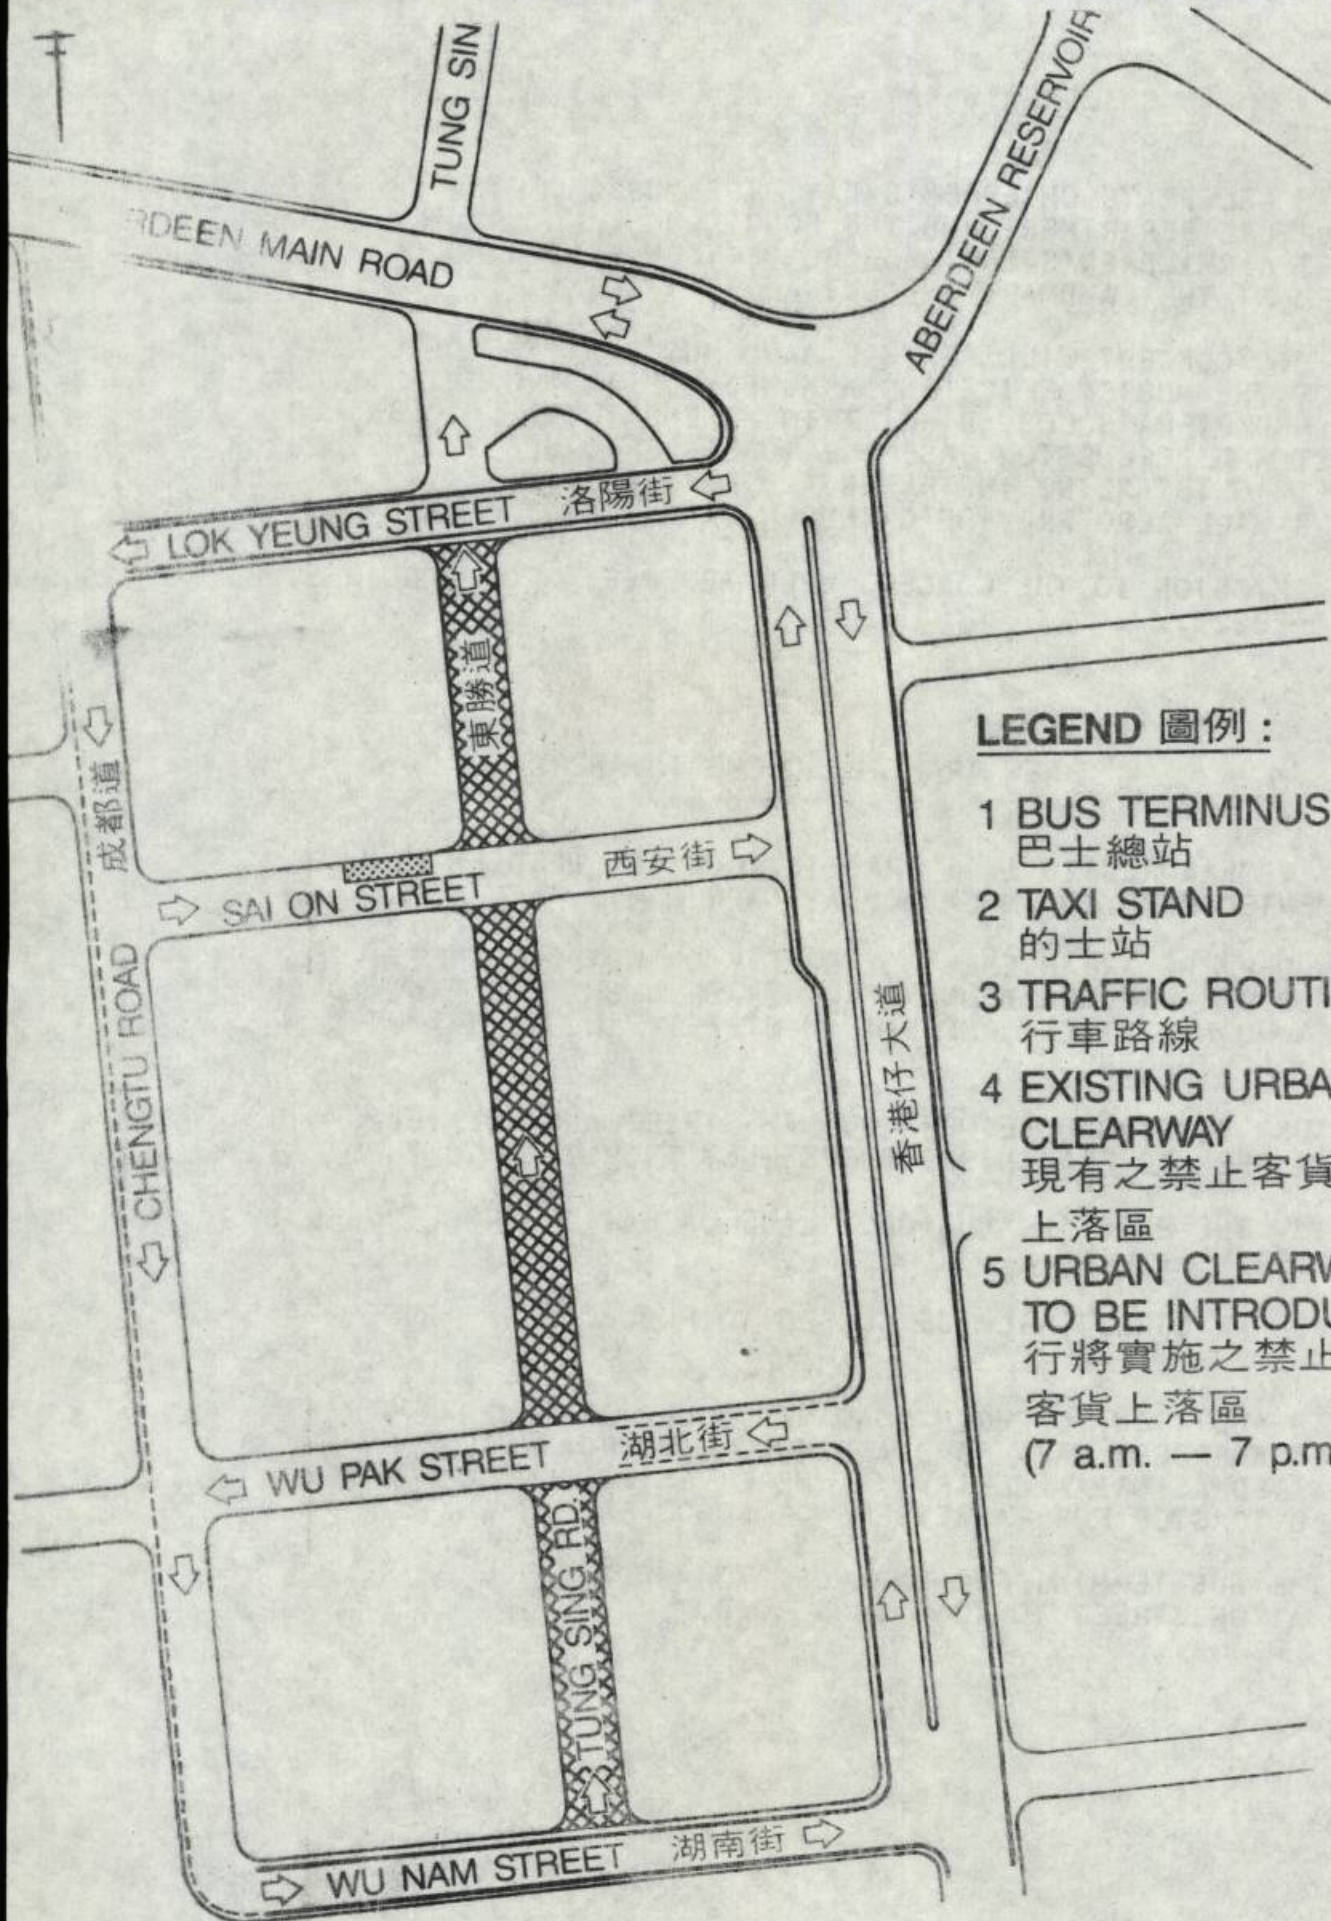 TUNG SIN
ABERDEEN RESERVOIR
RDEEN MAIN ROAD
LOK YEUNG STREET 洛陽街
東勝道
成都道
SAI ON STREET 西安街
CHENGTU ROAD
香港仔大道
WU PAK STREET 湖北街
TUNG SING RD.
WU NAM STREET 湖南街
LEGEND 圖例:
1 BUS TERMINUS
巴士總站
2 TAXI STAND
的士站
3 TRAFFIC ROUTI
行車路線
4 EXISTING URBA
CLEARWAY
現有之禁止客貨
上落區
5 URBAN CLEARW
TO BE INTRODU
行將實施之禁止
客貨上落區
(7 a.m. — 7 p.m